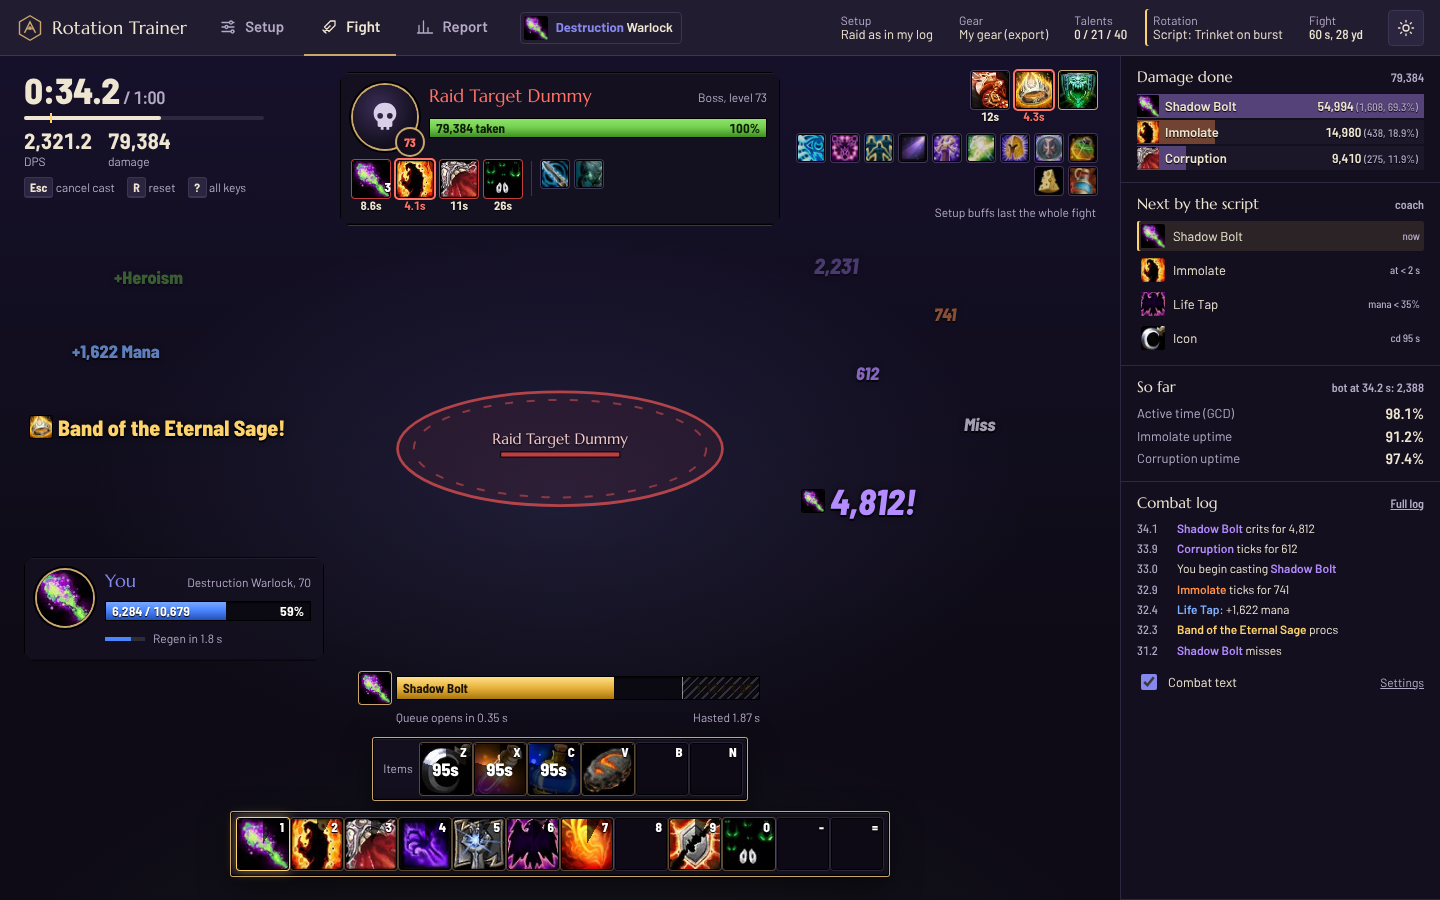 Rotation Trainer
Setup
Fight
Report
Destruction Warlock
Setup
Raid as in my log
Gear
My gear (export)
Talents
0 / 21 / 40
Rotation
Script: Trinket on burst
Fight
60 s, 28 yd
0:34.2 / 1:00
2,321.2
DPS
79,384
damage
Esc cancel cast
R reset
? all keys
Raid Target Dummy
Boss, level 73
79,384 taken
100%
73
3
8.6s
4.1s
11s
26s
12s
4.3s
Setup buffs last the whole fight
+Heroism
+1,622 Mana
Band of the Eternal Sage!
2,231
741
612
Miss
4,812!
Raid Target Dummy
You
Destruction Warlock, 70
6,284 / 10,679
59%
Regen in 1.8 s
Shadow Bolt
Queue opens in 0.35 s
Hasted 1.87 s
Items
Z
95s
X
95s
C
95s
V
B
N
1
2
3
4
5
6
7
8
9
0
-
=
Damage done
79,384
Shadow Bolt
54,994 (1,608, 69.3%)
Immolate
14,980 (438, 18.9%)
Corruption
9,410 (275, 11.9%)
Next by the script
coach
Shadow Bolt
now
Immolate
at < 2 s
Life Tap
mana < 35%
Icon
cd 95 s
So far
bot at 34.2 s: 2,388
Active time (GCD)
98.1%
Immolate uptime
91.2%
Corruption uptime
97.4%
Combat log
Full log
34.1 Shadow Bolt crits for 4,812
33.9 Corruption ticks for 612
33.0 You begin casting Shadow Bolt
32.9 Immolate ticks for 741
32.4 Life Tap: +1,622 mana
32.3 Band of the Eternal Sage procs
31.2 Shadow Bolt misses
Combat text
Settings